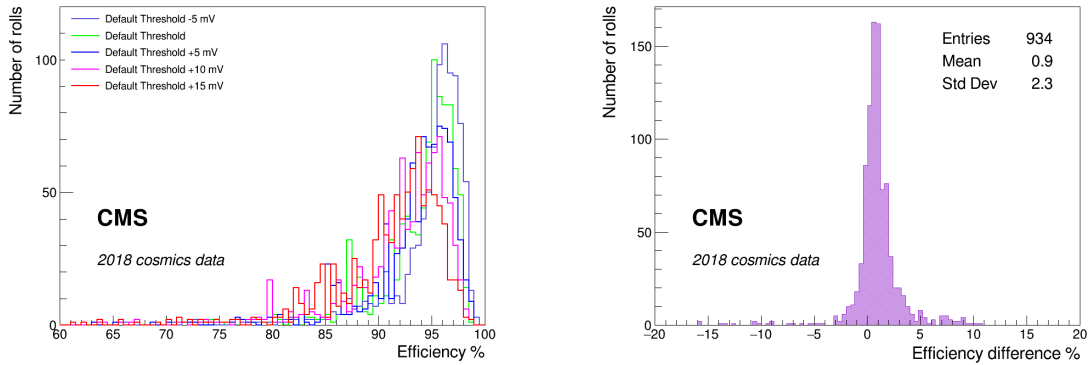 Number of rolls
Default Threshold -5 mV
Default Threshold
Default Threshold +5 mV
Default Threshold +10 mV
Default Threshold +15 mV
100
50
0
CMS
2018 cosmics data
60 65 70 75 80 85 90 95 100
Efficiency %
Number of rolls
Entries 934
Mean 0.9
Std Dev 2.3
150
100
50
0
CMS
2018 cosmics data
−20 −15 −10 −5 0 5 10 15 20
Efficiency difference %